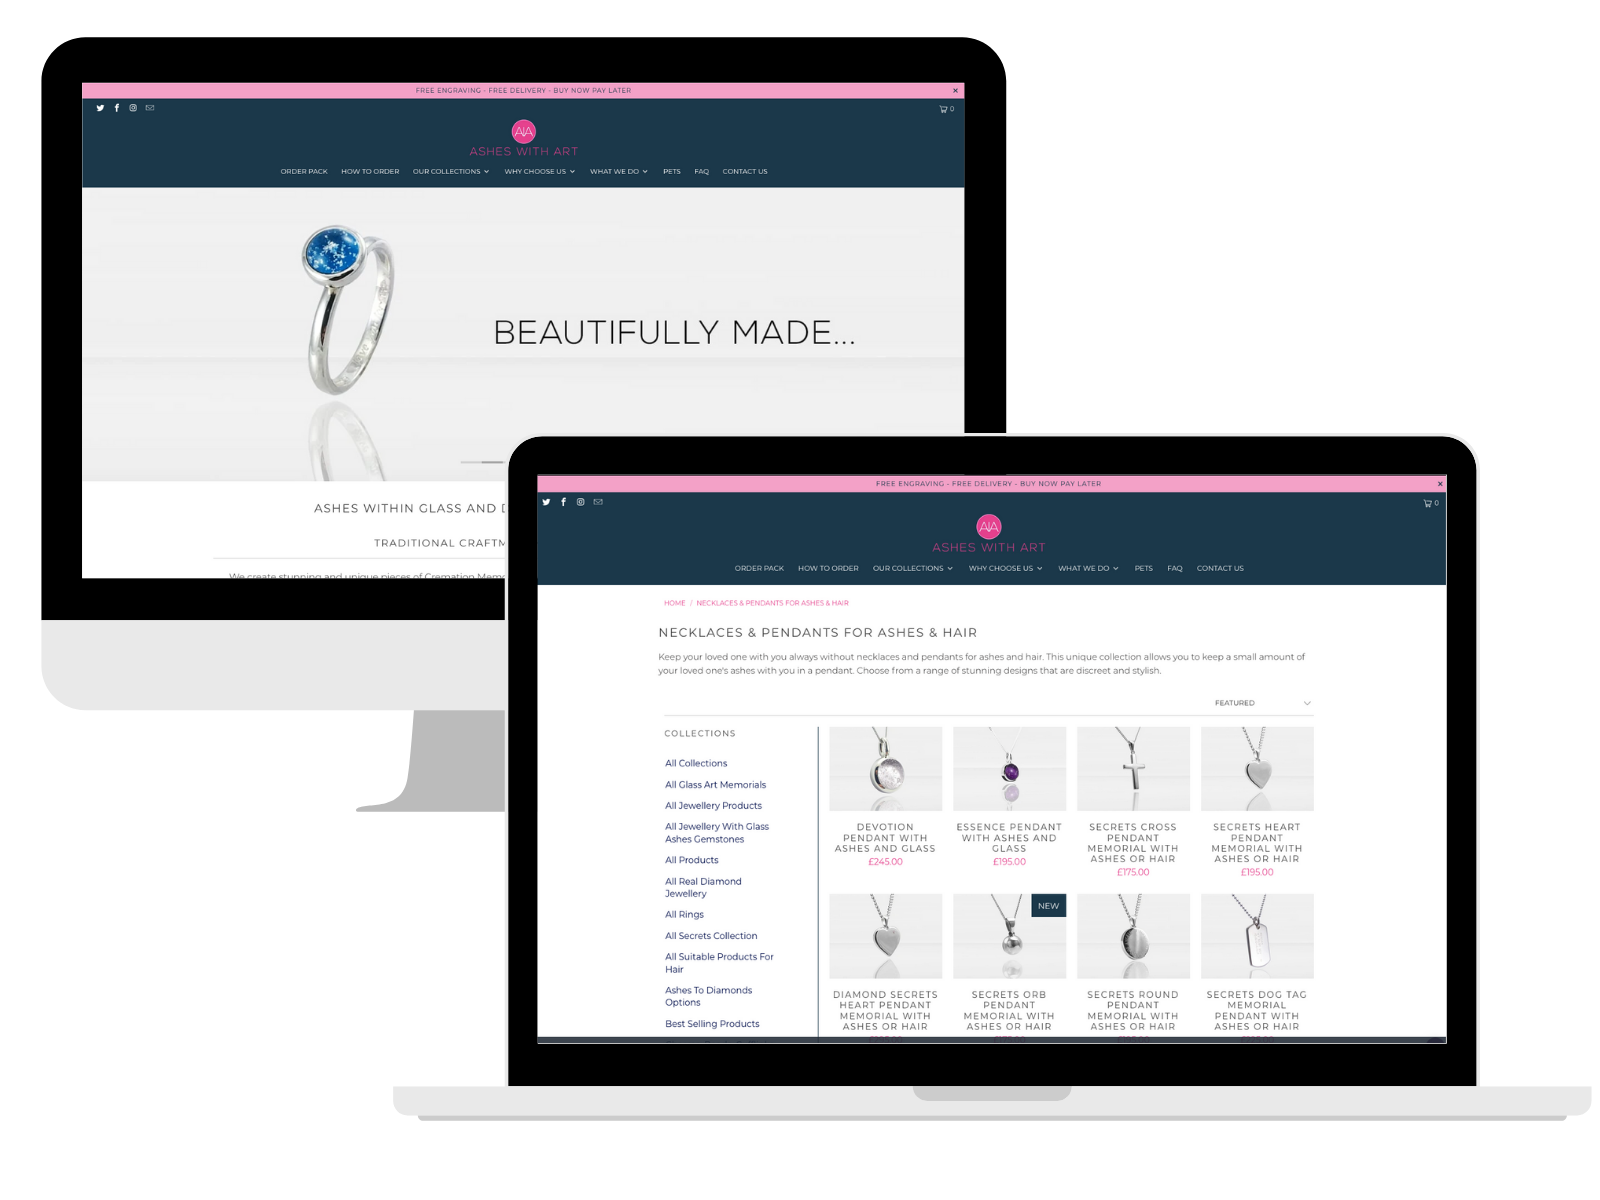 FREE ENGRAVING - FREE DELIVERY - BUY NOW PAY LATER
0
AA
ASHES WITH ART
ORDER PACK HOW TO ORDER OUR COLLECTIONS WHY CHOOSE US WHAT WE DO PETS FAQ CONTACT US
BEAUTIFULLY MADE...
ASHES WITHIN GLASS AND
TRADITIONAL CRAFTM
We create stunning and unique pieces of Cremation Memo
FREE ENGRAVING - FREE DELIVERY - BUY NOW PAY LATER
0
AA
ASHES WITH ART
ORDER PACK HOW TO ORDER OUR COLLECTIONS WHY CHOOSE US WHAT WE DO PETS FAQ CONTACT US
HOME / NECKLACES & PENDANTS FOR ASHES & HAIR
NECKLACES & PENDANTS FOR ASHES & HAIR
Keep your loved one with you always without necklaces and pendants for ashes and hair. This unique collection allows you to keep a small amount of
your loved one's ashes with you in a pendant. Choose from a range of stunning designs that are discreet and stylish.
FEATURED
COLLECTIONS
All Collections
All Glass Art Memorials
All Jewellery Products
All Jewellery With Glass
Ashes Gemstones
All Products
All Real Diamond
Jewellery
All Rings
All Secrets Collection
All Suitable Products For
Hair
Ashes To Diamonds
Options
Best Selling Products
DEVOTION
PENDANT WITH
ASHES AND GLASS
£245.00
ESSENCE PENDANT
WITH ASHES AND
GLASS
£195.00
SECRETS CROSS
PENDANT
MEMORIAL WITH
ASHES OR HAIR
£175.00
SECRETS HEART
PENDANT
MEMORIAL WITH
ASHES OR HAIR
£195.00
DIAMOND SECRETS
HEART PENDANT
MEMORIAL WITH
ASHES OR HAIR
NEW
SECRETS ORB
PENDANT
MEMORIAL WITH
ASHES OR HAIR
SECRETS ROUND
PENDANT
MEMORIAL WITH
ASHES OR HAIR
SECRETS DOG TAG
MEMORIAL
PENDANT WITH
ASHES OR HAIR